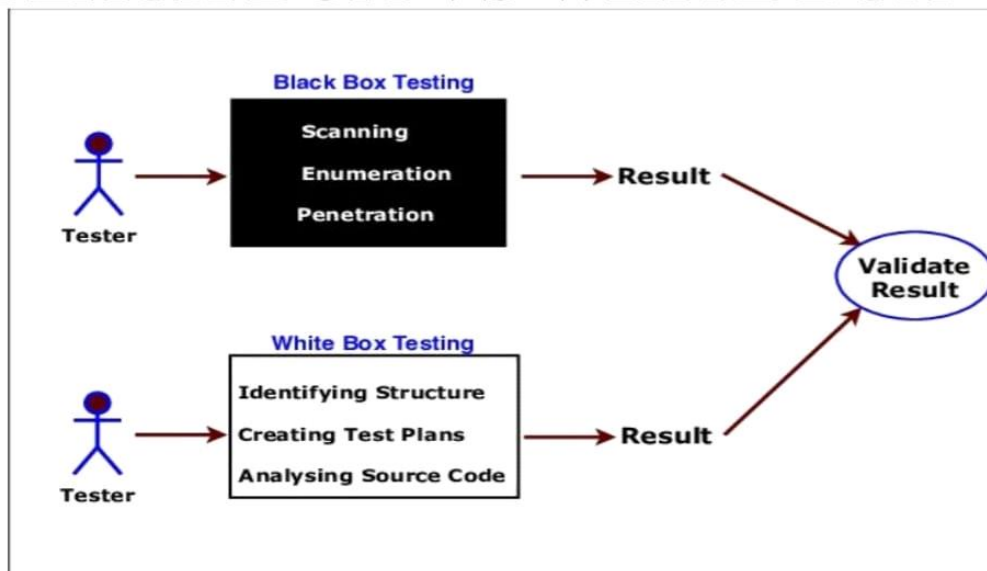 Black Box Testing
Scanning
Enumeration
Penetration
Tester
Result
Validate
Result
White Box Testing
Identifying Structure
Creating Test Plans
Analysing Source Code
Tester
Result